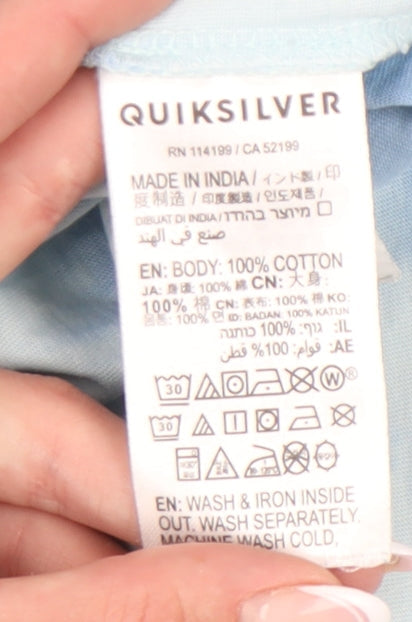 QUIKSILVER
RN 114199 / CA 52199
MADE IN INDIA / インド製 / 印
度制造 / 印度製造 / 인도제품 /
DIBUAT DI INDIA / מיוצר בהודו
صنع في الهند
EN: BODY: 100% COTTON
JA: 身頃: 100% 綿 CN: 大身:
100% 棉 CN: 表布: 100% 棉 KO:
몸통: 100% 면 ID: BADAN: 100% KATUN
IL: גוף: 100% כותנה
AE: قوام: 100% قطن
30 W®
30
EN: WASH & IRON INSIDE
OUT. WASH SEPARATELY.
MACHINE WASH COLD,